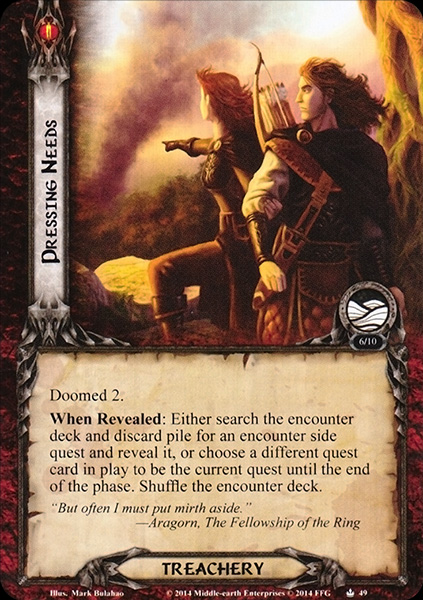 PRESSING NEEDS
6/10
Doomed 2.
When Revealed: Either search the encounter
deck and discard pile for an encounter side
quest and reveal it, or choose a different quest
card in play to be the current quest until the end
of the phase. Shuffle the encounter deck.
"But often I must put mirth aside."
—Aragorn, The Fellowship of the Ring
TREACHERY
Illus. Mark Bulahao © 2014 Middle-earth Enterprises © 2014 FFG 49